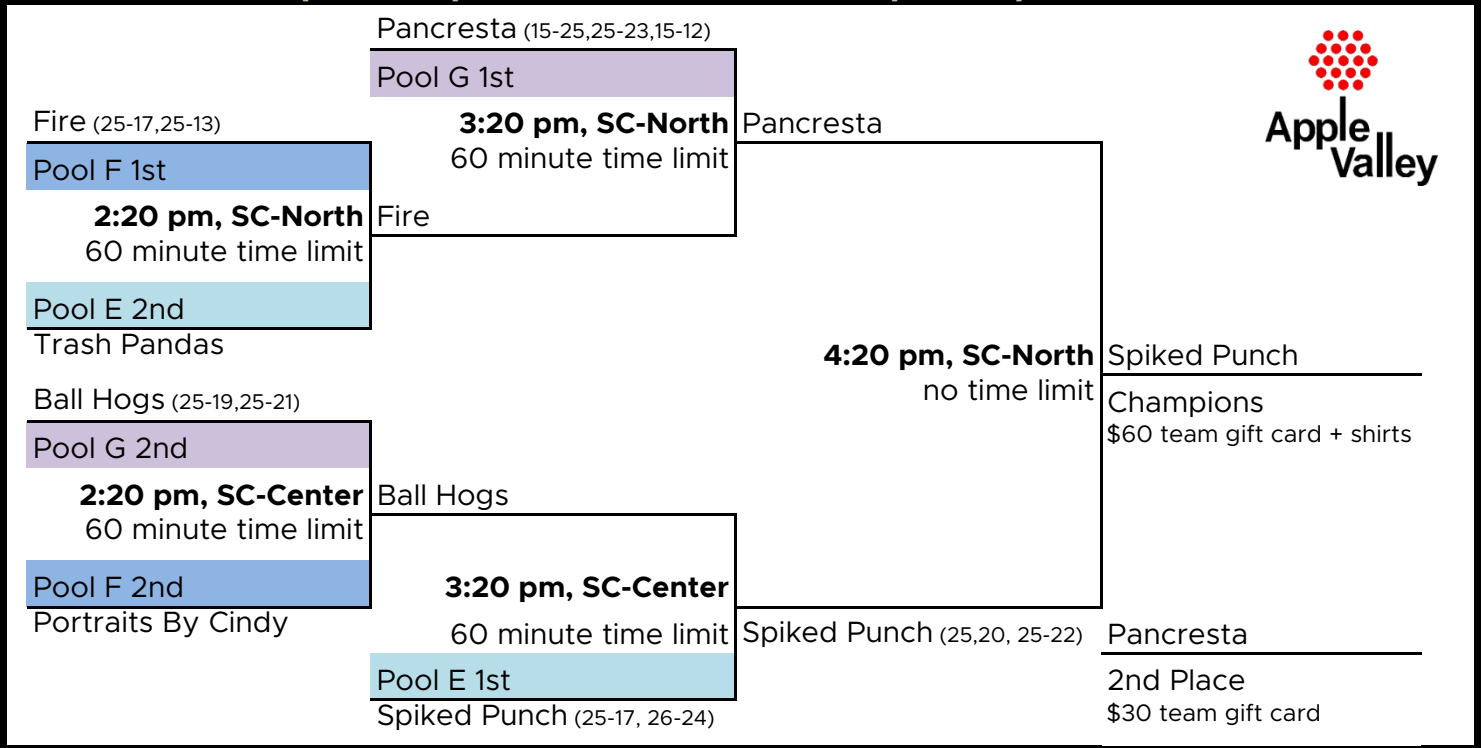 Pancresta (15-25,25-23,15-12)
Pool G 1st
Fire (25-17,25-13)
3:20 pm, SC-North
Pancresta
Pool F 1st
60 minute time limit
2:20 pm, SC-North
Fire
60 minute time limit
Pool E 2nd
Trash Pandas
Apple
Valley
4:20 pm, SC-North
Spiked Punch
no time limit
Champions
$60 team gift card + shirts
Ball Hogs (25-19,25-21)
Pool G 2nd
2:20 pm, SC-Center
Ball Hogs
60 minute time limit
Pool F 2nd
Portraits By Cindy
3:20 pm, SC-Center
60 minute time limit
Spiked Punch (25,20, 25-22)
Pool E 1st
Spiked Punch (25-17, 26-24)
Pancresta
2nd Place
$30 team gift card